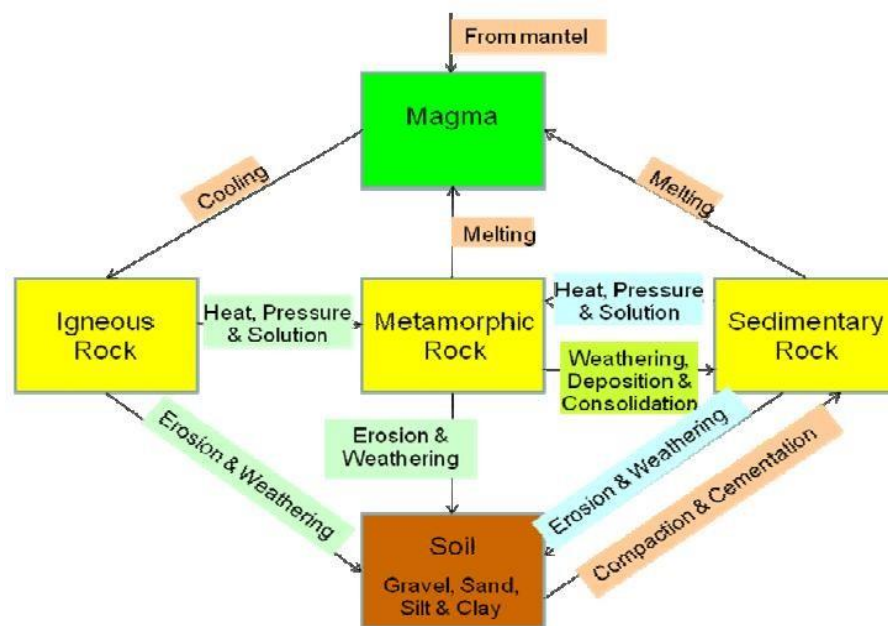 From mantel
Magma
Cooling
Melting
Melting
Igneous
Rock
Heat, Pressure
& Solution
Metamorphic
Rock
Heat, Pressure
& Solution
Sedimentary
Rock
Weathering,
Deposition &
Consolidation
Erosion & Weathering
Erosion &
Weathering
Erosion & Weathering
Compaction & Cementation
Soil
Gravel, Sand,
Silt & Clay